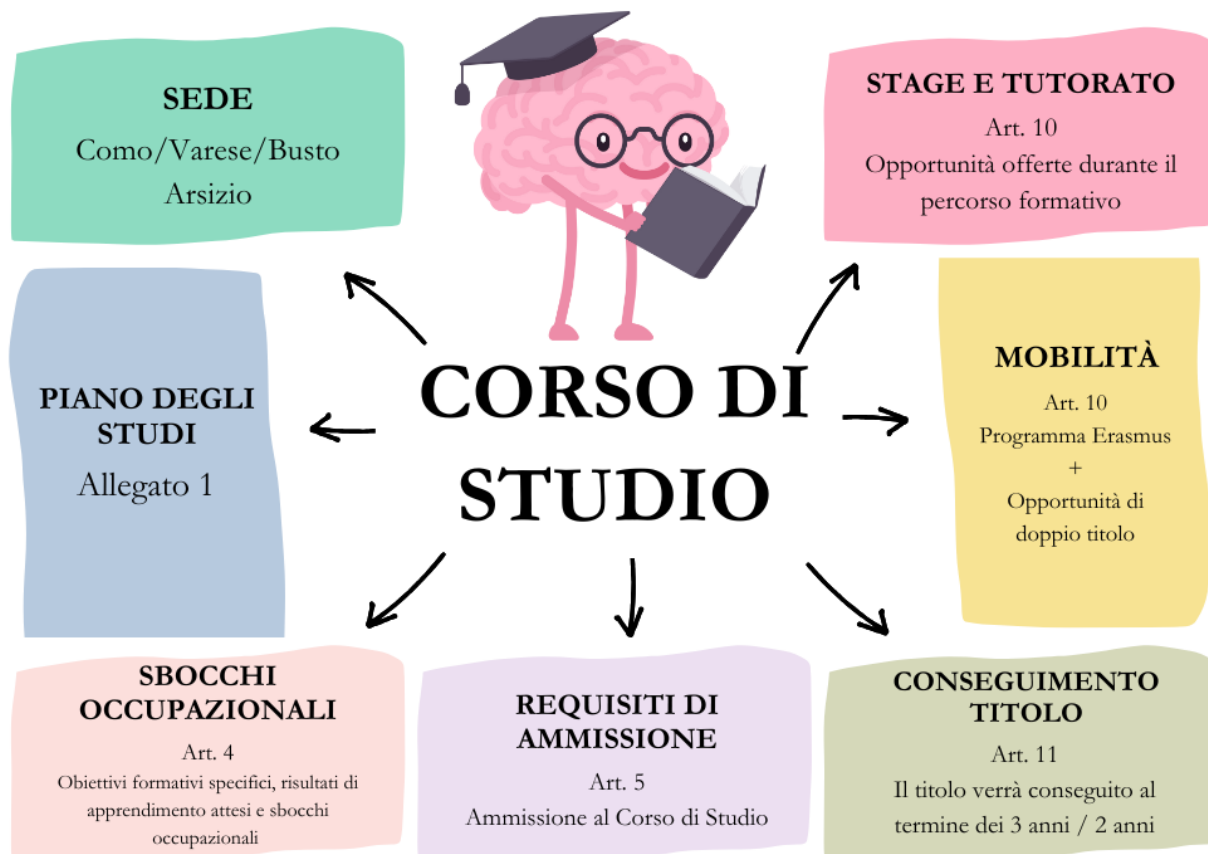 SEDE
Como/Varese/Busto
Arsizio
STAGE E TUTORATO
Art. 10
Opportunità offerte durante il
percorso formativo
CORSO DI
STUDIO
PIANO DEGLI
STUDI
Allegato 1
MOBILITÀ
Art. 10
Programma Erasmus
+
Opportunità di
doppio titolo
SBOCCHI
OCCUPAZIONALI
Art. 4
Obiettivi formativi specifici, risultati di
apprendimento attesi e sbocchi
occupazionali
REQUISITI DI
AMMISSIONE
Art. 5
Ammissione al Corso di Studio
CONSEGUIMENTO
TITOLO
Art. 11
Il titolo verrà conseguito al
termine dei 3 anni / 2 anni